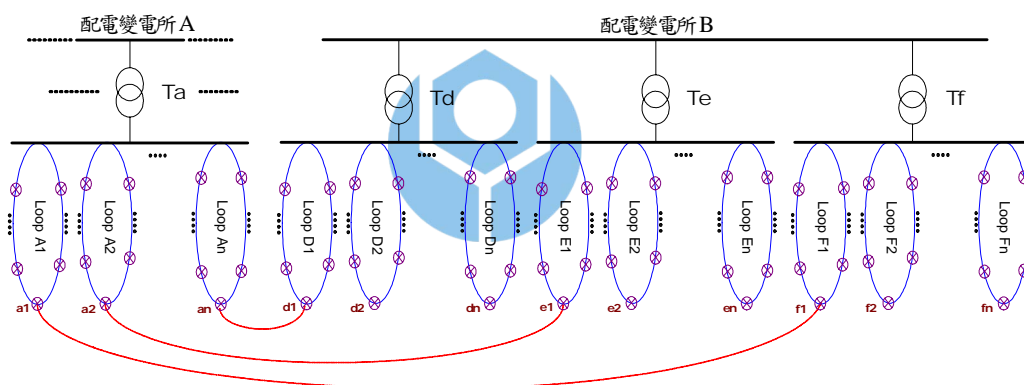 配電變電所A
配電變電所B
Ta
Td
Te
Tf
Loop A1
Loop A2
Loop An
Loop D1
Loop D2
Loop Dn
Loop E1
Loop E2
Loop En
Loop F1
Loop F2
Loop Fn
a1
a2
an
d1
d2
dn
e1
e2
en
f1
f2
fn